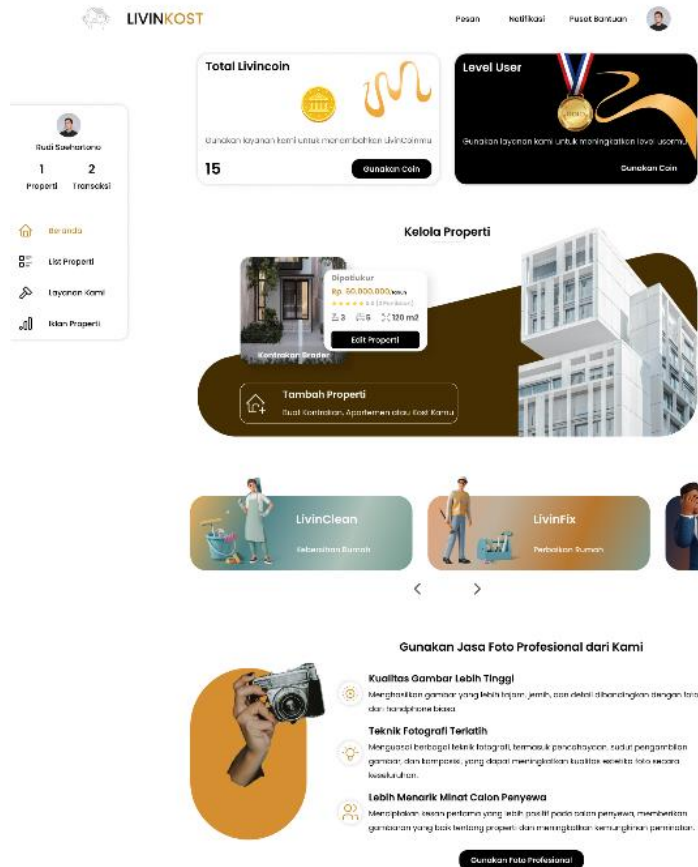 LIVINKOST
Pesan Notifikasi Pusat Bantuan
Total Livincoin
Gunakan layanan kami untuk menambahkan LivinCoinmu
15
Gunakan Coin
Level User
GOLD
Gunakan layanan kami untuk meningkatkan level usermu
Gunakan Coin
Rudi Soehartono
1 2
Properti Transaksi
Beranda
List Properti
Layanan Kami
Iklan Properti
Kelola Properti
Dipatiukur
Rp. 50.000.000
3 5 120 m2
Edit Properti
Kontrakan
Tambah Properti
Buat Kontrakan, Apartemen atau Kost Kamu
LivinClean
Kebersihan Rumah
LivinFix
Perbaikan Rumah
Gunakan Jasa Foto Profesional dari Kami
Kualitas Gambar Lebih Tinggi
Menghasilkan gambar yang lebih tajam, jernih, dan detail dibandingkan dengan foto
dari handphone biasa
Teknik Fotografi Terlatih
Menguasai berbagai teknik fotografi, termasuk pencahayaan, sudut pengambilan
gambar, dan komposisi, yang dapat meningkatkan kualitas estetika foto secara
keseluruhan.
Lebih Menarik Minat Calon Penyewa
Menciptakan kesan pertama yang lebih positif pada calon penyewa, memberikan
gambaran yang baik tentang properti dan meningkatkan kemungkinan permintaan.
Gunakan Foto Profesional